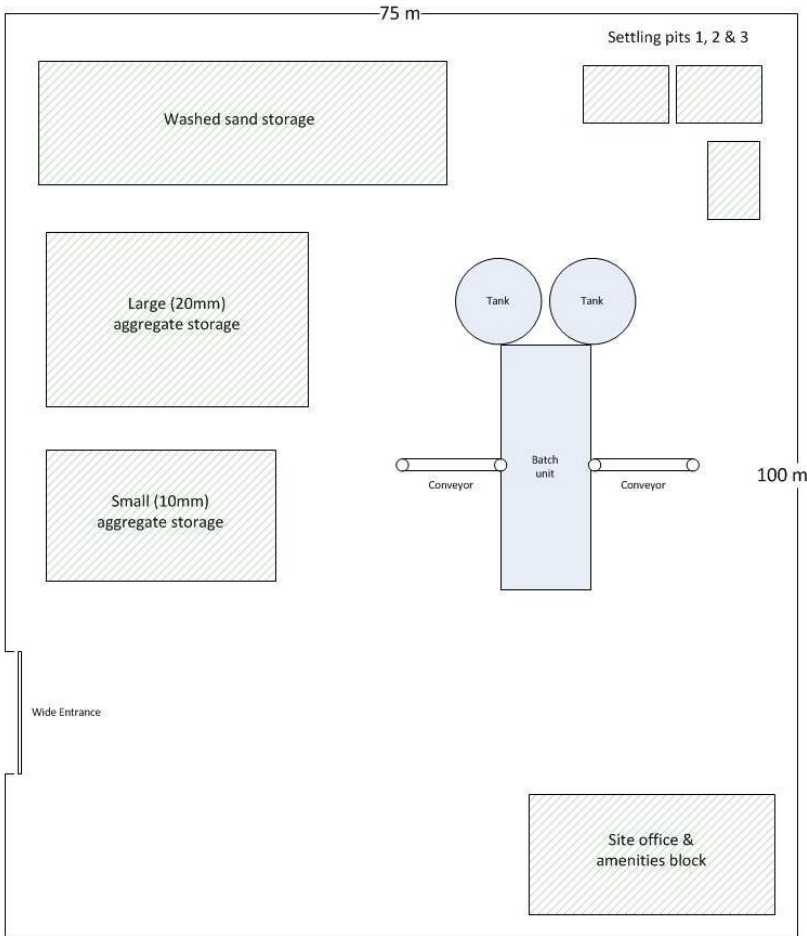 75 m
Settling pits 1, 2 & 3
Washed sand storage
Large (20mm)
aggregate storage
Tank
Tank
Batch
unit
Conveyor
Conveyor
100 m
Small (10mm)
aggregate storage
Wide Entrance
Site office &
amenities block